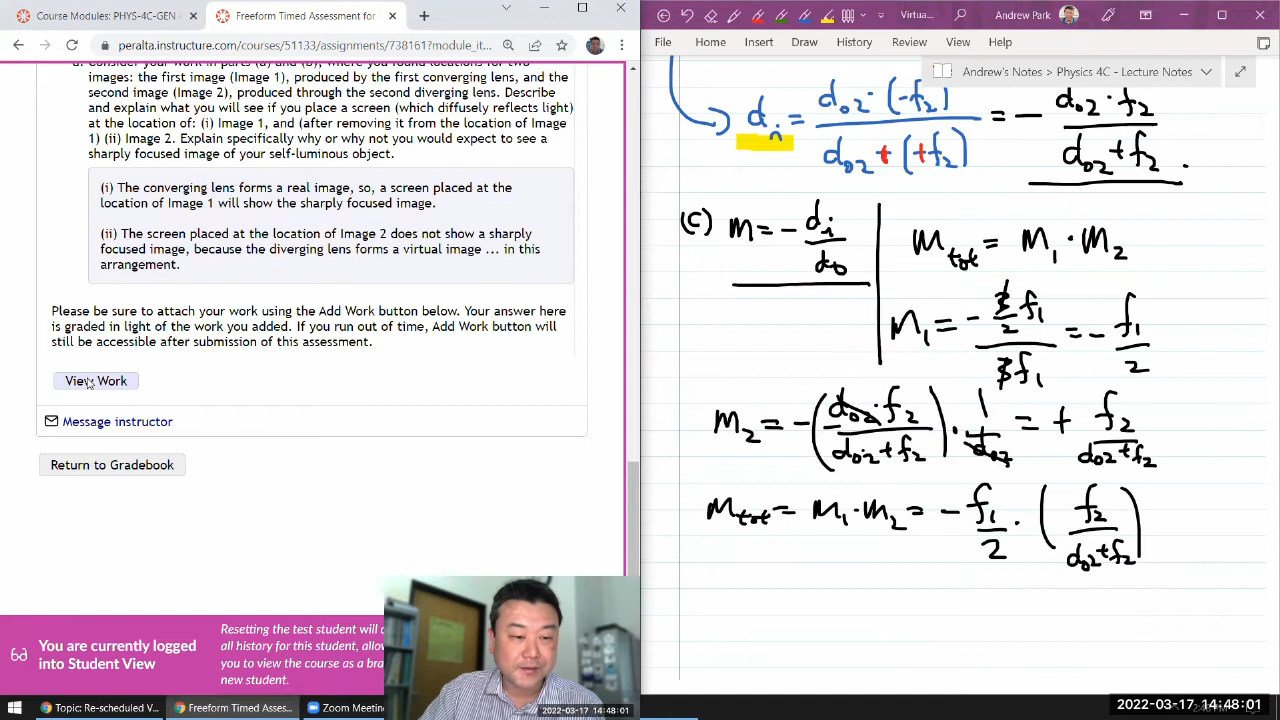 Course Modules: PHYS-4C-GEN
Freeform Timed Assessment for
peralta.instructure.com/courses/51133/assignments/738161?module_it...
d. Consider your work in parts (a) and (b), where you found locations for two
images: the first image (Image 1), produced by the first converging lens, and the
second image (Image 2), produced through the second diverging lens. Describe
and explain what you will see if you place a screen (which diffusely reflects light)
at the location of: (i) Image 1, and (after removing it from the location of Image
1) (ii) Image 2. Explain specifically why or why not you would expect to see a
sharply focused image of your self-luminous object.
(i) The converging lens forms a real image, so, a screen placed at the
location of Image 1 will show the sharply focused image.
(ii) The screen placed at the location of Image 2 does not show a sharply
focused image, because the diverging lens forms a virtual image ... in this
arrangement.
Please be sure to attach your work using the Add Work button below. Your answer here
is graded in light of the work you added. If you run out of time, Add Work button will
still be accessible after submission of this assessment.
View Work
Message instructor
Return to Gradebook
You are currently logged
into Student View
Resetting the test student will
all history for this student, allo
you to view the course as a bra
new student.
Topic: Re-scheduled V...
Freeform Timed Asses...
Zoom Meetin
2022-03-17 14:48:01
Virtua...
Andrew Park
File Home Insert Draw History Review View Help
Andrew's Notes » Physics 4C - Lecture Notes
d_i = d_o2 · (-f_2) / d_o2 + (+f_2) = - d_o2 · f_2 / d_o2 + f_2 .
(c) m = - d_i / d_o
m_tot = m_1 · m_2
m_1 = - 3/2 f_1 / 3 f_1 = - f_1 / 2
m_2 = - ( - d_o2 · f_2 / d_o2 + f_2 ) · 1 / d_o2 = + f_2 / d_o2 + f_2
m_tot = m_1 · m_2 = - f_1 / 2 · ( f_2 / d_o2 + f_2 )
2022-03-17 14:48:01